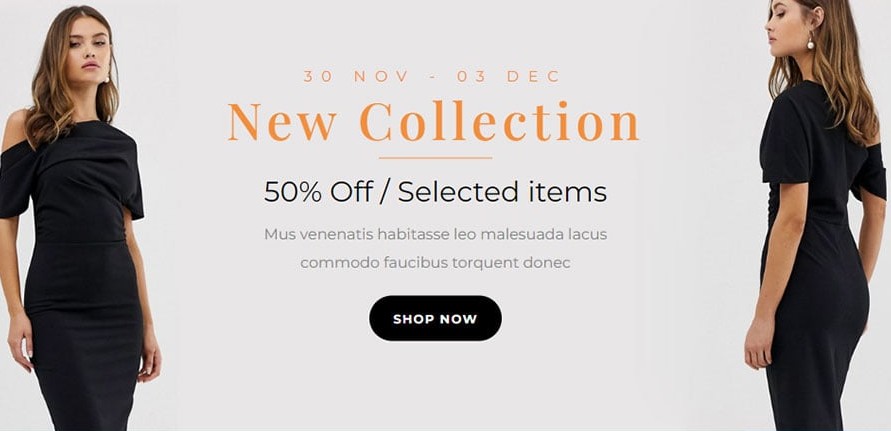 30 NOV - 03 DEC
New Collection
50% Off / Selected items
Mus venenatis habitasse leo malesuada lacus
commodo faucibus torquent donec
SHOP NOW